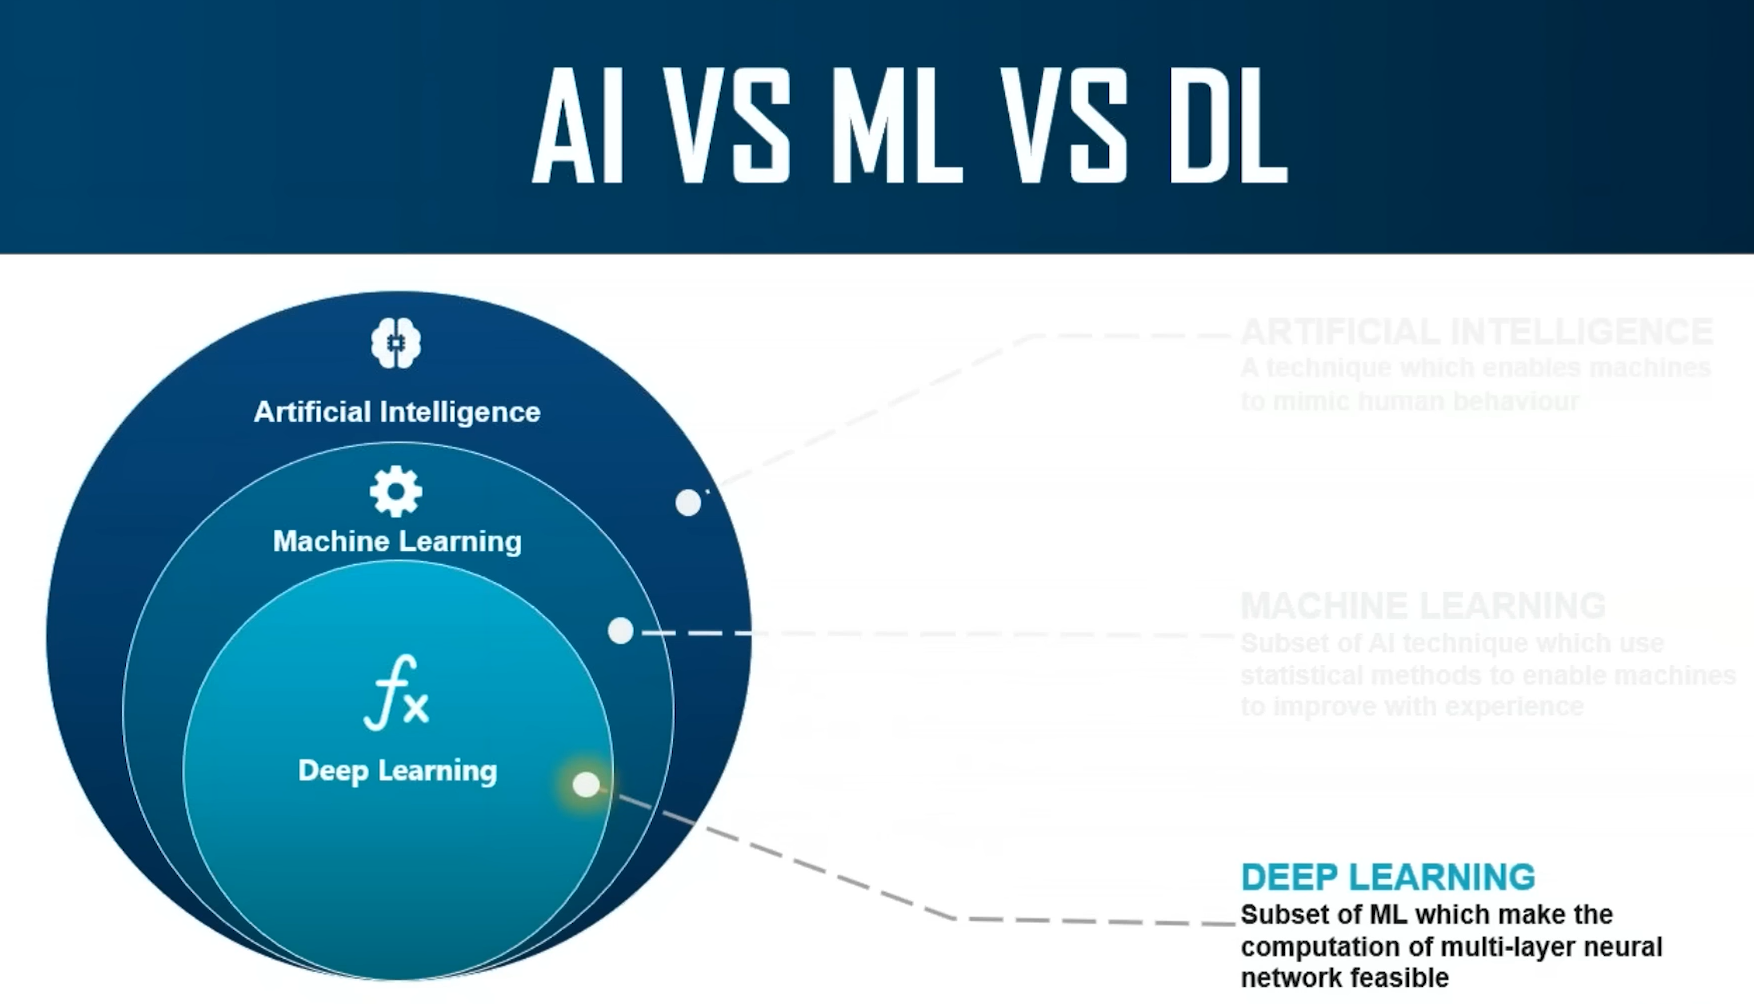 AI VS ML VS DL
Artificial Intelligence
Machine Learning
fx
Deep Learning
ARTIFICIAL INTELLIGENCE
A technique which enables machines
to mimic human behaviour
MACHINE LEARNING
Subset of AI technique which use
statistical methods to enable machines
to improve with experience
DEEP LEARNING
Subset of ML which make the
computation of multi-layer neural
network feasible